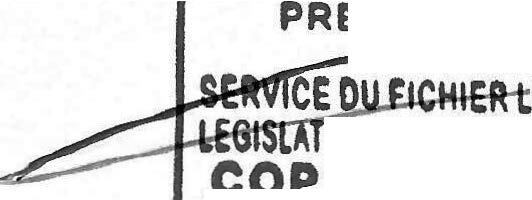 PRE
SERVICE DU FICHIER L
LEGISLAT
COP